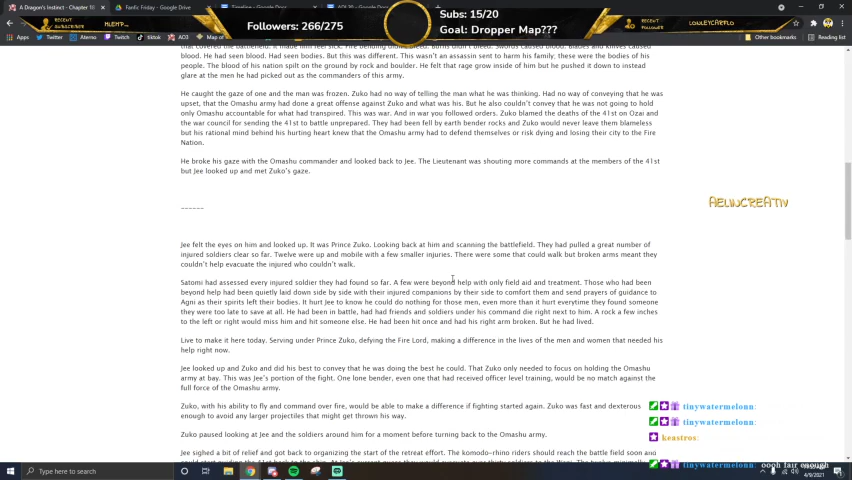 A Dragon's Instinct - Chapter 18
Fanfic Friday - Google Drive
Timeline - Google Docs
Followers: 266/275
Subs: 15/20
Goal: Dropper Map???
RECENT SUBSCRIBER
RECENT FOLLOWER
LONLEYCARFLO
Apps
Twitter
Aternos
Twitch
tiktok
AO3
Map of
Other bookmarks
Reading list
blood. He had seen blood. Had seen bodies. But this was different. This wasn't an assassin sent to harm his family; these were the bodies of his
people. The blood of his nation spilt on the ground by rock and boulder. He felt that rage grow inside of him but he pushed it down to instead
glare at the men he had picked out as the commanders of this army.
He caught the gaze of one and the man was frozen. Zuko had no way of telling the man what he was thinking. Had no way of conveying that he was
upset, that the Omashu army had done a great offense against Zuko and what was his. But he also couldn't convey that he was not going to hold
only Omashu accountable for what had transpired. This was war. And in war you followed orders. Zuko blamed the deaths of the 41st on Ozai and
the war council for sending the 41st to battle unprepared. They had been fell by earth bender rocks and Zuko would never leave them blameless
but his rational mind behind his hurting heart knew that the Omashu army had to defend themselves or risk dying and losing their city to the Fire
Nation.
He broke his gaze with the Omashu commander and looked back to Jee. The Lieutenant was shouting more commands at the members of the 41st
but Jee looked up and met Zuko's gaze.
AELINCREATIV
------
Jee felt the eyes on him and looked up. It was Prince Zuko. Looking back at him and scanning the battlefield. They had pulled a great number of
injured soldiers clear so far. Twelve were up and mobile with a few smaller injuries. There were some that could walk but broken arms meant they
couldn't help evacuate the injured who couldn't walk.
Satomi had assessed every injured soldier they had found so far. A few were beyond help with only field aid and treatment. Those who had been
beyond help had been quietly laid down side by side with their injured companions by their side to comfort them and send prayers of guidance to
Agni as their spirits left their bodies. It hurt Jee to know he could do nothing for those men, even more than it hurt everytime they found someone
they were too late to save at all. He had been in battle, had had friends and soldiers under his command die right next to him. A rock a few inches
to the left or right would miss him and hit someone else. He had been hit once and had his right arm broken. But he had lived.
Live to make it here today. Serving under Prince Zuko, defying the Fire Lord, making a difference in the lives of the men and women that needed his
help right now.
Jee looked up and Zuko and did his best to convey that he was doing the best he could. That Zuko only needed to focus on holding the Omashu
army at bay. This was Jee's portion of the fight. One lone bender, even one that had received officer level training, would be no match against the
full force of the Omashu army.
Zuko, with his ability to fly and command over fire, would be able to make a difference if fighting started again. Zuko was fast and dexterous
enough to avoid any larger projectiles that might get thrown his way.
Zuko paused looking at Jee and the soldiers around him for a moment before turning back to the Omashu army.
Jee sighed a bit of relief and got back to organizing the start of the retreat effort. The komodo-rhino riders should reach the battle field soon and
tinywatermelonn:
tinywatermelonn:
keastros:
tinywatermelonn: oooh fair enough
Type here to search
4/9/2021